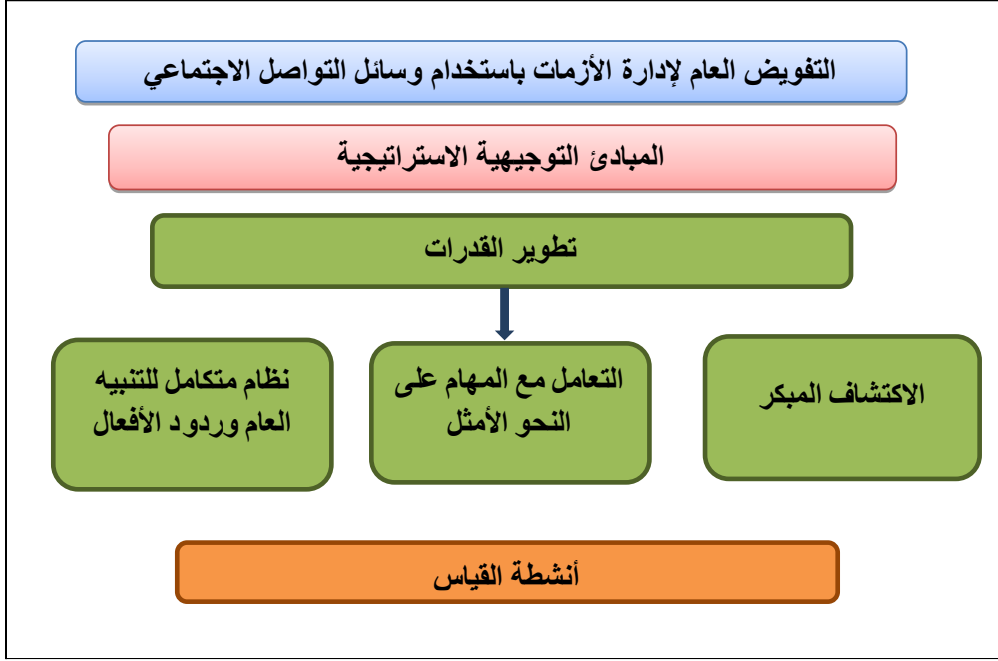 التفويض العام لإدارة الأزمات باستخدام وسائل التواصل الاجتماعي
المبادئ التوجيهية الاستراتيجية
تطوير القدرات
الاكتشاف المبكر
التعامل مع المهام على
النحو الأمثل
نظام متكامل للتنبيه
العام وردود الأفعال
أنشطة القياس